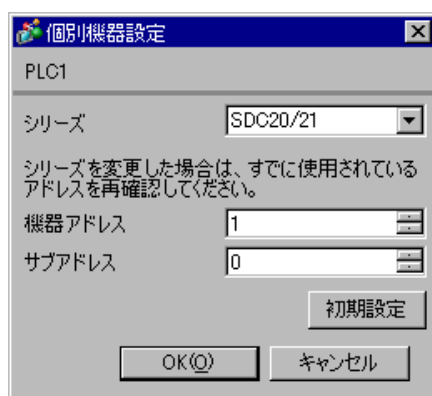 個別機器設定
PLC1
シリーズ SDC20/21
シリーズを変更した場合は、すでに使用されている
アドレスを再確認してください。
機器アドレス 1
サブアドレス 0
初期設定
OK(O) キャンセル